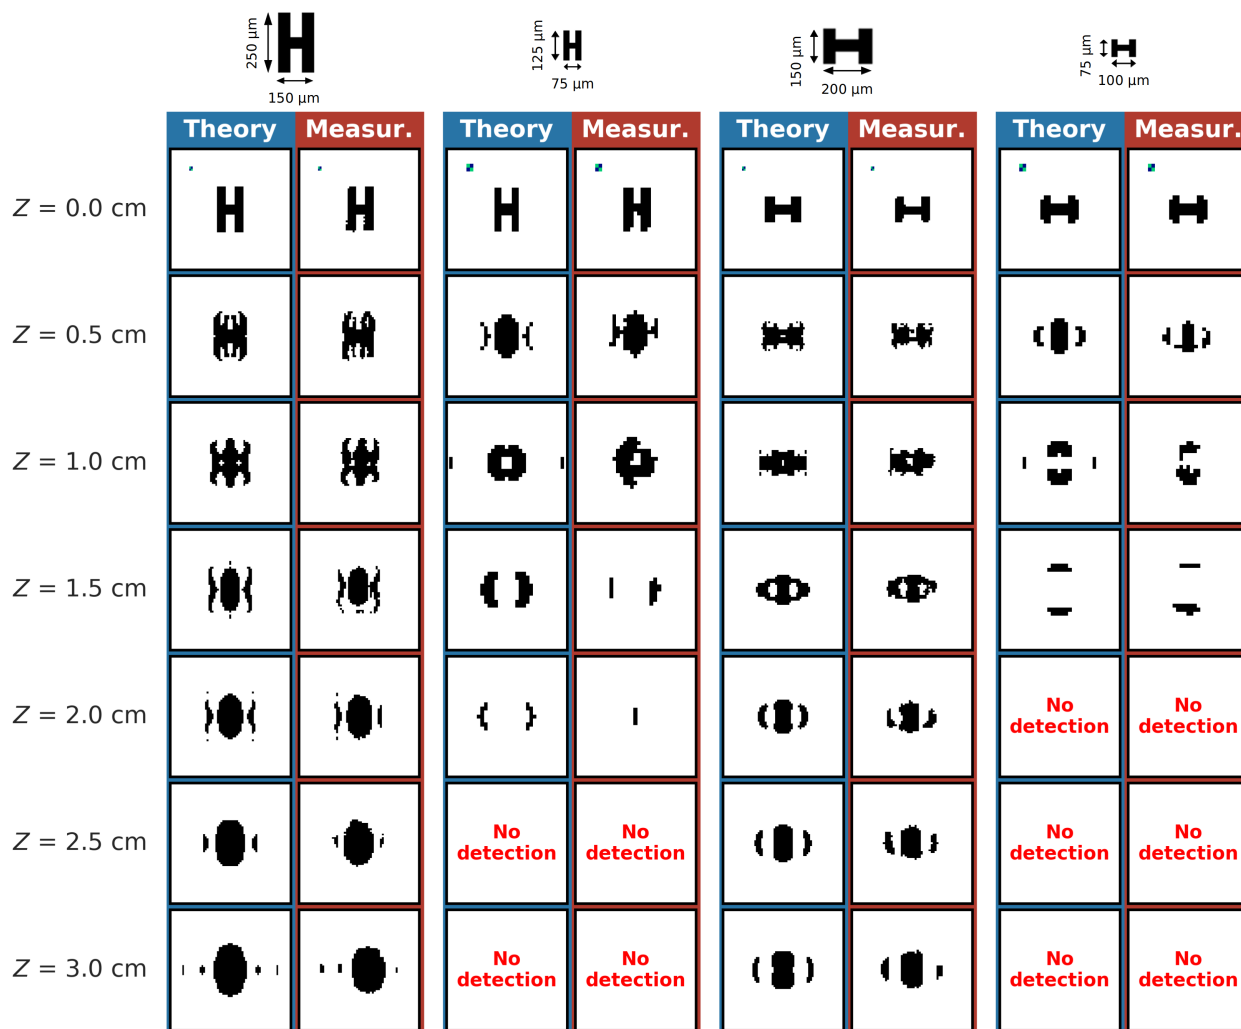 250 µm
150 µm
125 µm
75 µm
150 µm
200 µm
75 µm
100 µm
Theory Measur. Theory Measur. Theory Measur. Theory Measur.
Z = 0.0 cm
Z = 0.5 cm
Z = 1.0 cm
Z = 1.5 cm
Z = 2.0 cm
No detection
No detection
Z = 2.5 cm
No detection
No detection
No detection
No detection
Z = 3.0 cm
No detection
No detection
No detection
No detection